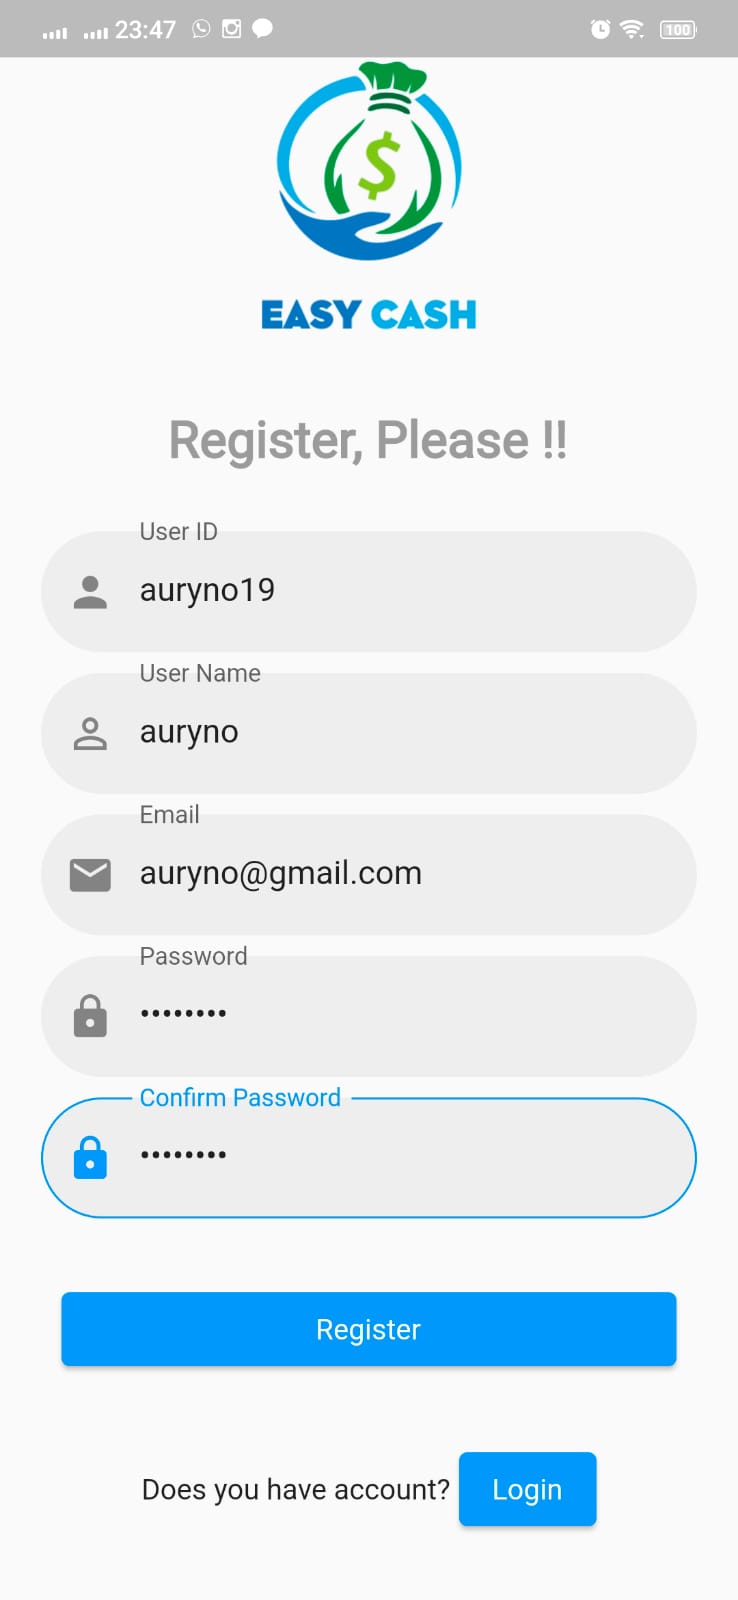 23:47 100
$
EASY CASH
Register, Please !!
User ID
auryno19
User Name
auryno
Email
auryno@gmail.com
Password
••••••••
Confirm Password
••••••••
Register
Does you have account? Login